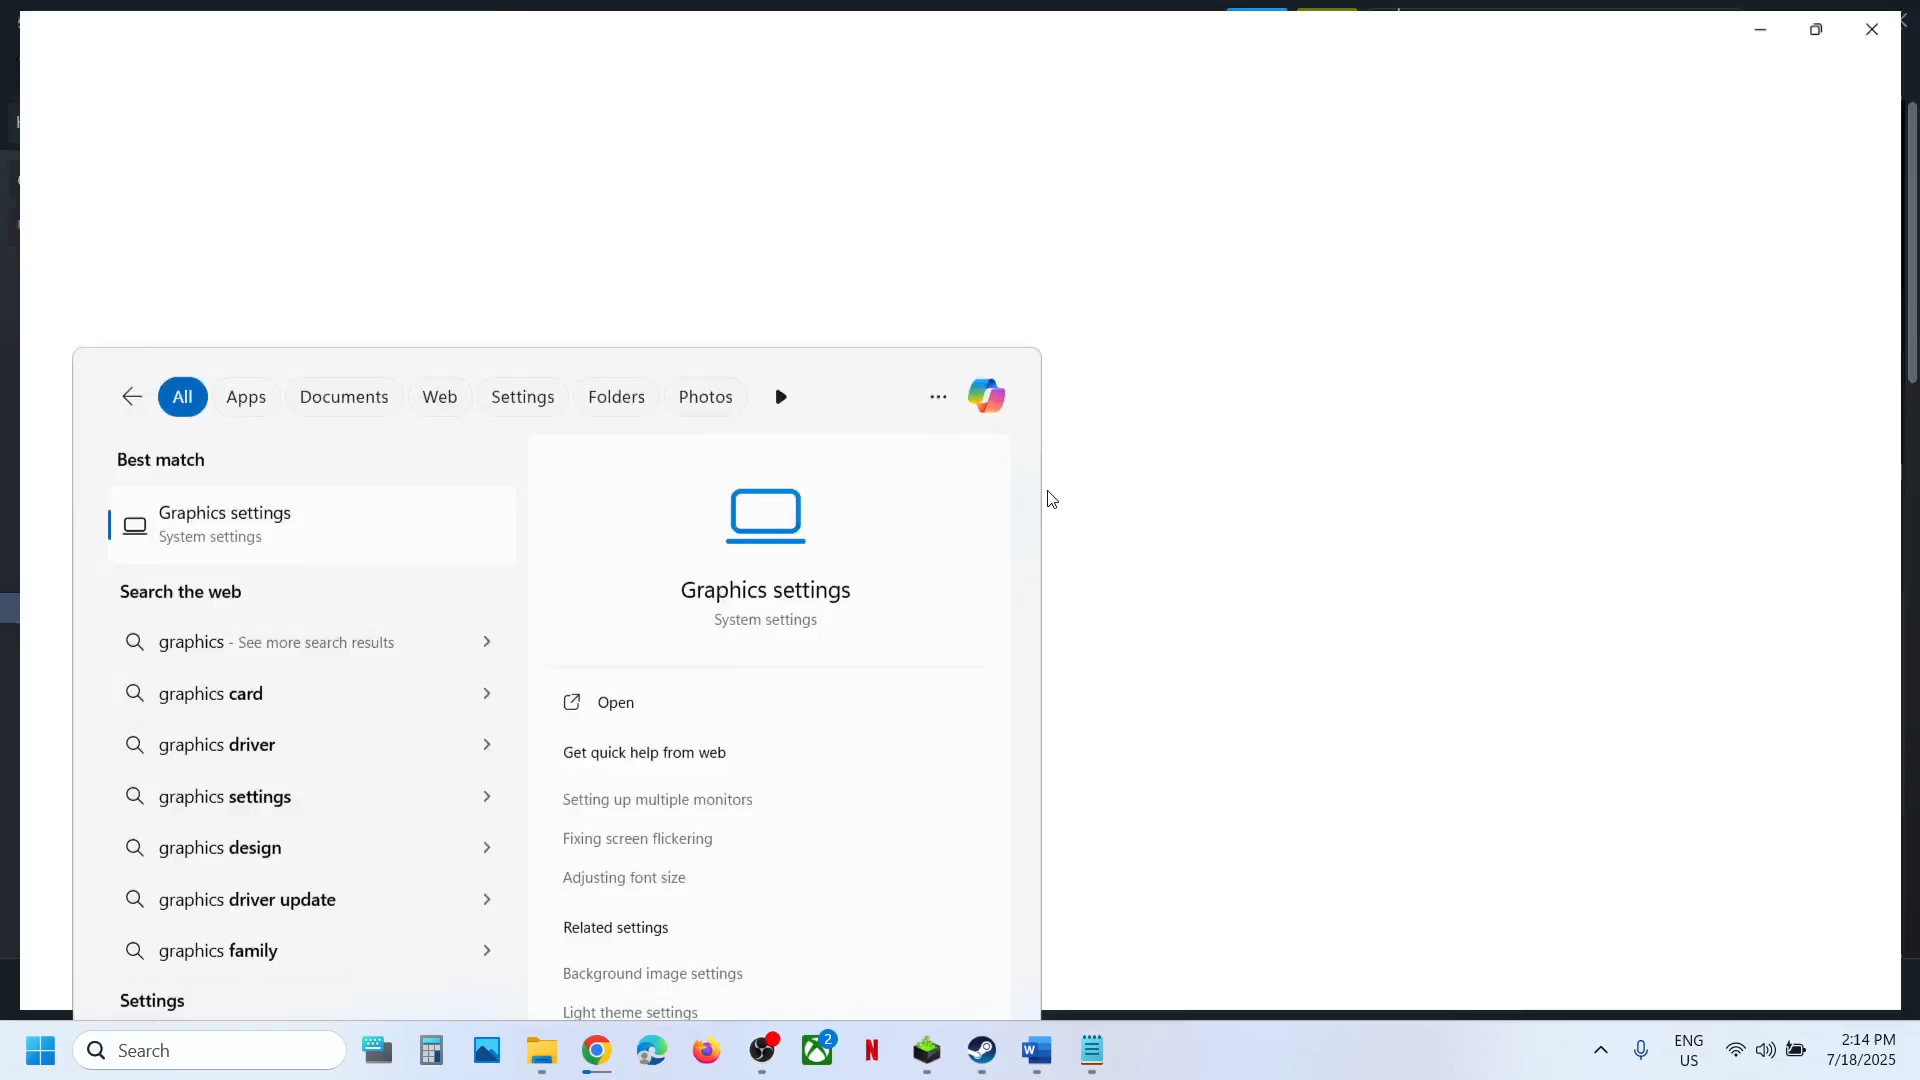 All
Apps
Documents
Web
Settings
Folders
Photos
Best match
Graphics settings
System settings
Search the web
graphics - See more search results
graphics card
graphics driver
graphics settings
graphics design
graphics driver update
graphics family
Settings
Graphics settings
System settings
Open
Get quick help from web
Setting up multiple monitors
Fixing screen flickering
Adjusting font size
Related settings
Background image settings
Light theme settings
Search
2
ENG
US
2:14 PM
7/18/2025